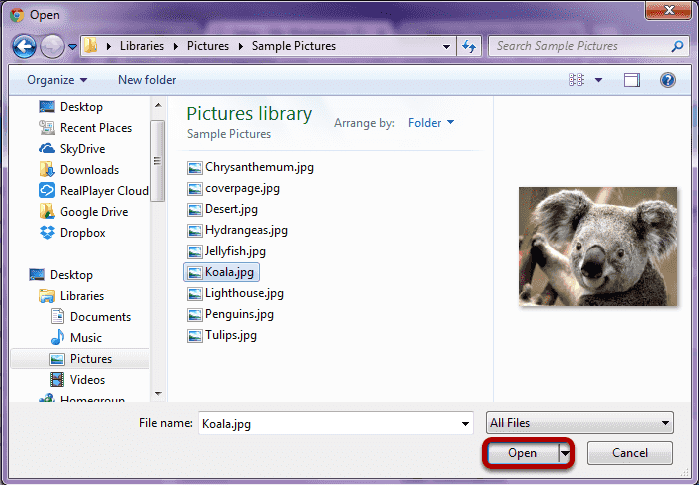 Open
Libraries Pictures Sample Pictures
Search Sample Pictures
Organize New folder
Desktop
Recent Places
SkyDrive
Downloads
RealPlayer Cloud
Google Drive
Dropbox
Desktop
Libraries
Documents
Music
Pictures
Videos
Homegroup
Pictures library
Sample Pictures
Arrange by: Folder
Chrysanthemum.jpg
coverpage.jpg
Desert.jpg
Hydrangeas.jpg
Jellyfish.jpg
Koala.jpg
Lighthouse.jpg
Penguins.jpg
Tulips.jpg
File name: Koala.jpg
All Files
Open Cancel